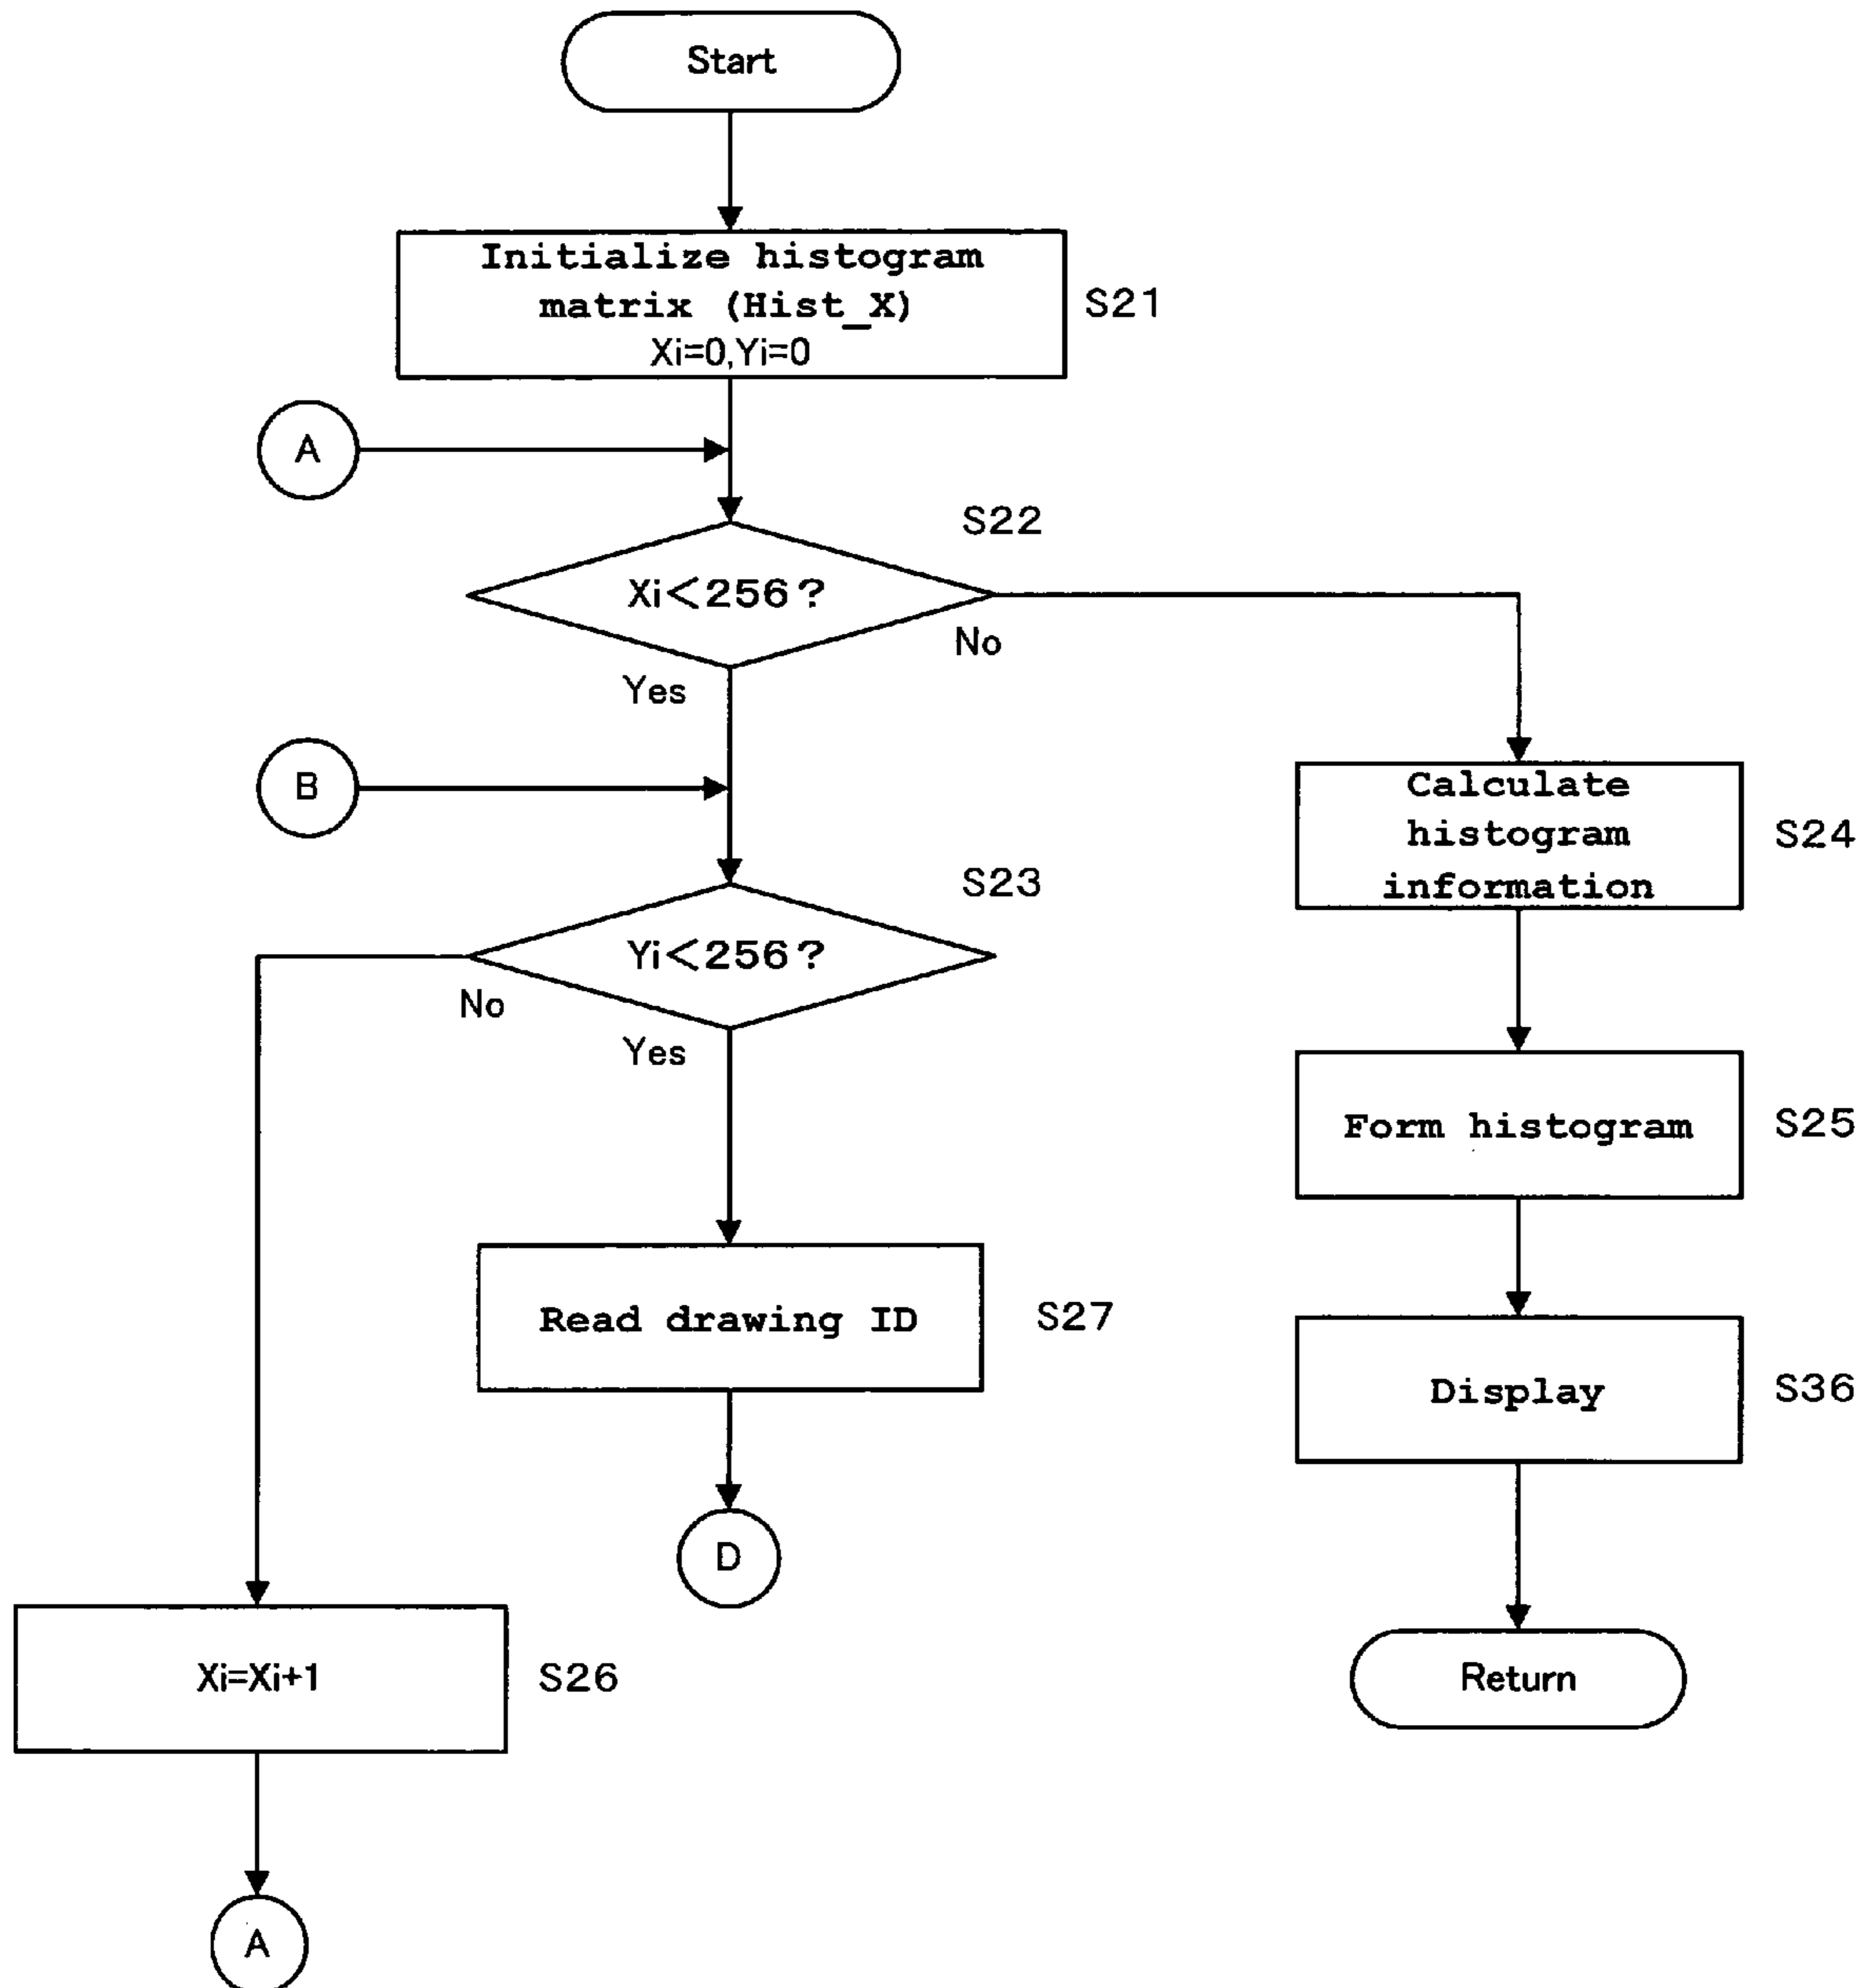 Start
Initialize histogram
matrix (Hist_X)
Xi=0,Yi=0
S21
A
S22
Xi<256?
No
Yes
B
Calculate
histogram
information
S24
S23
Yi<256?
No
Yes
Form histogram
S25
Read drawing ID
S27
Display
S36
D
Xi=Xi+1
S26
Return
A